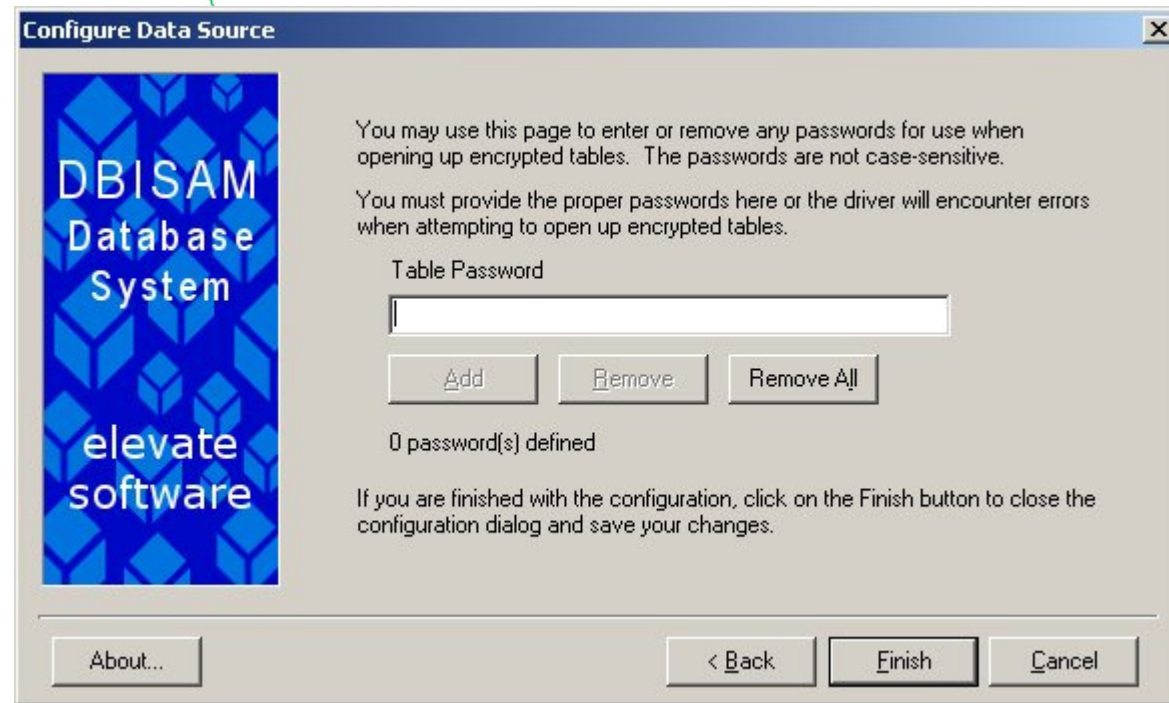 Configure Data Source
DBISAM
Database
System
elevate
software
You may use this page to enter or remove any passwords for use when
opening up encrypted tables.  The passwords are not case-sensitive.
You must provide the proper passwords here or the driver will encounter errors
when attempting to open up encrypted tables.
Table Password
Add
Remove
Remove All
0 password(s) defined
If you are finished with the configuration, click on the Finish button to close the
configuration dialog and save your changes.
About...
< Back
Finish
Cancel